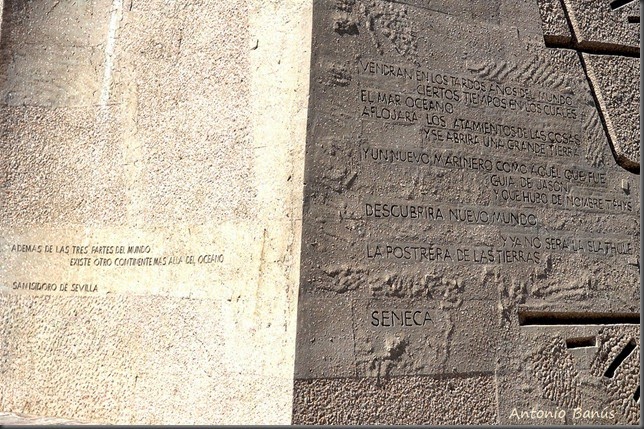 ADEMAS DE LAS TRES PARTES DEL MUNDO
EXISTE OTRO CONTINENTE MAS ALLA DEL OCEANO
SAN ISIDORO DE SEVILLA
VENDRAN EN LOS TARDOS AÑOS DEL MUNDO
CIERTOS TIEMPOS EN LOS CUALES
EL MAR OCEANO
AFLOJARA LOS ATAMIENTOS DE LAS COSAS
Y SE ABRIRA UNA GRANDE TIERRA
Y UN NUEVO MARINERO COMO AQUEL QUE FUE
GUIA DE JASON
Y QUE HUBO DE NOMBRE TYPHYS
DESCUBRIRA NUEVO MUNDO
Y YA NO SERA LA ISLA THULE
LA POSTRERA DE LAS TIERRAS
SENECA
Antonio Banús